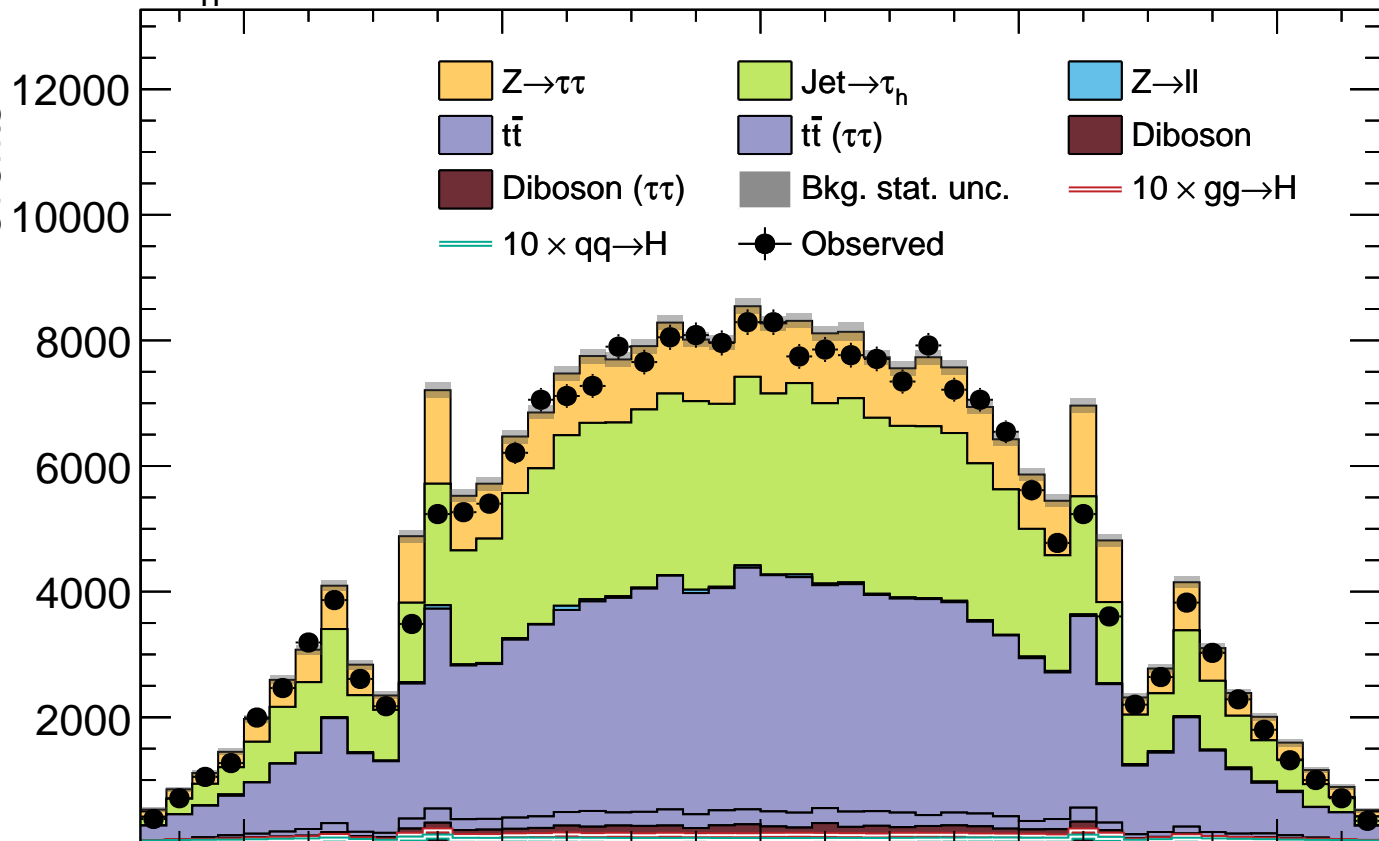 12000
10000
8000
6000
4000
2000
Z→ττ Jet→τh Z→ll
tt̄ tt̄ (ττ) Diboson
Diboson (ττ) Bkg. stat. unc. 10 × gg→H
10 × qq→H Observed